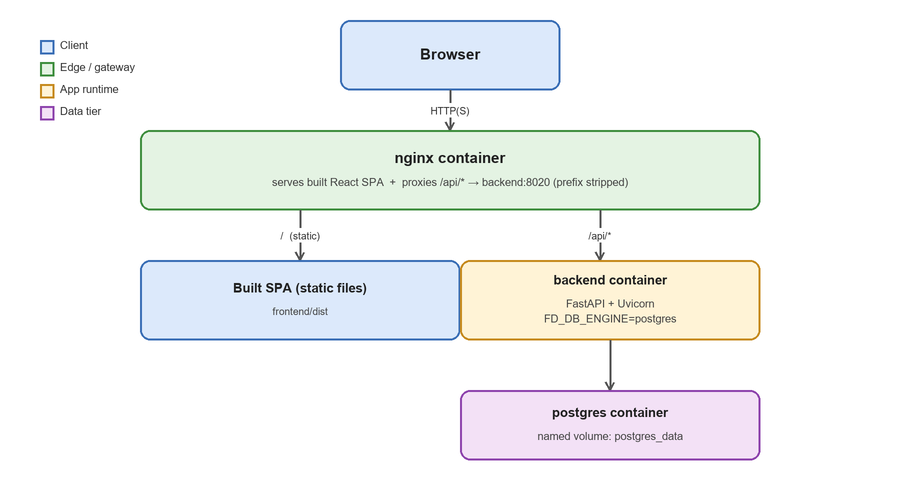 Browser
Client
Edge / gateway
App runtime
Data tier
HTTP(S)
nginx container
serves built React SPA + proxies /api/* → backend:8020 (prefix stripped)
/ (static)
/api/*
Built SPA (static files)
frontend/dist
backend container
FastAPI + Uvicorn
FD_DB_ENGINE=postgres
postgres container
named volume: postgres_data